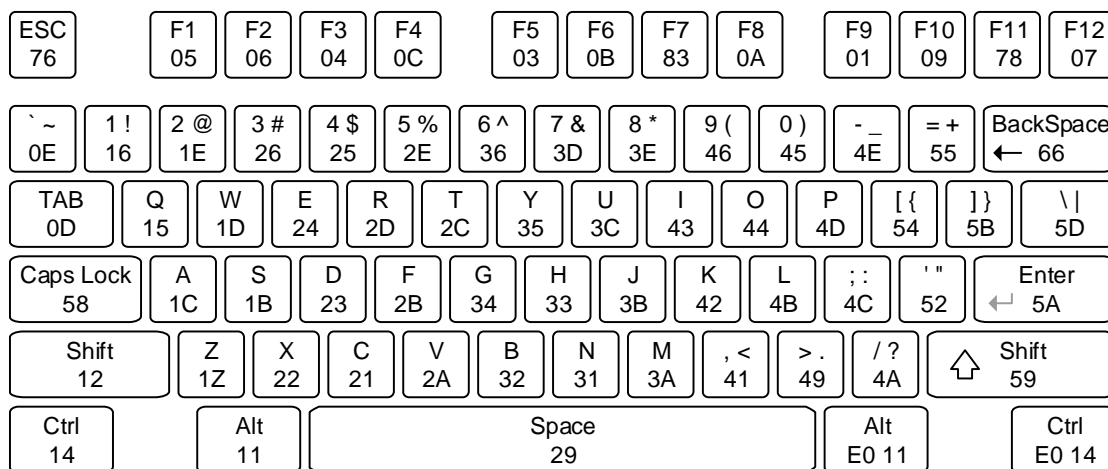 ESC F1 F2 F3 F4 F5 F6 F7 F8 F9 F10 F11 F12
76 05 06 04 0C 03 0B 83 0A 01 09 78 07
` ~ 1 ! 2 @ 3 # 4 $ 5 % 6 ^ 7 & 8 * 9 ( 0 ) - _ = + BackSpace
0E 16 1E 26 25 2E 36 3D 3E 46 45 4E 55 ← 66
TAB Q W E R T Y U I O P [ { ] } \ |
0D 15 1D 24 2D 2C 35 3C 43 44 4D 54 5B 5D
Caps Lock A S D F G H J K L ; : ' " Enter
58 1C 1B 23 2B 34 33 3B 42 4B 4C 52 ↵ 5A
Shift Z X C V B N M , < > . / ? ⇧ Shift
12 1Z 22 21 2A 32 31 3A 41 49 4A 59
Ctrl Alt Space Alt Ctrl
14 11 29 E0 11 E0 14